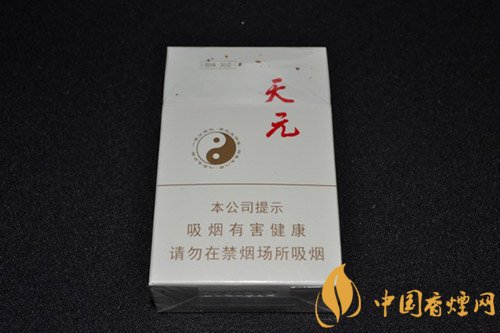 天元
本公司提示
吸烟有害健康
请勿在禁烟场所吸烟
中国香烟网